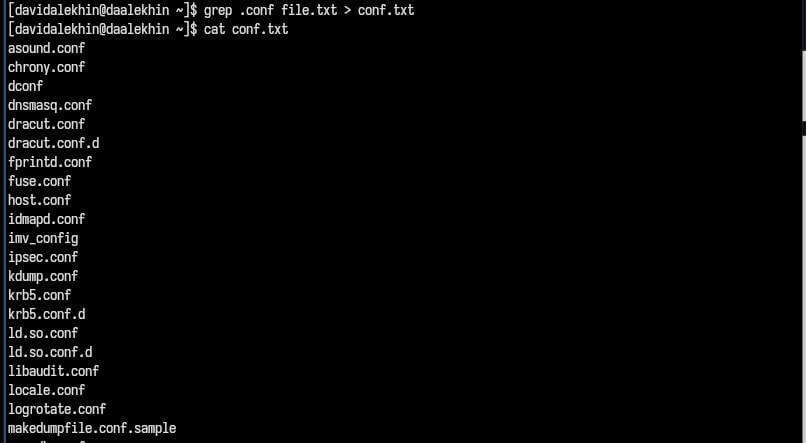 [davidalekhin@daalekhin ~]$ grep .conf file.txt > conf.txt
[davidalekhin@daalekhin ~]$ cat conf.txt
asound.conf
chrony.conf
dconf
dnsmasq.conf
dracut.conf
dracut.conf.d
fprintd.conf
fuse.conf
host.conf
idmapd.conf
imv_config
ipsec.conf
kdump.conf
krb5.conf
krb5.conf.d
ld.so.conf
ld.so.conf.d
libaudit.conf
locale.conf
logrotate.conf
makedumpfile.conf.sample